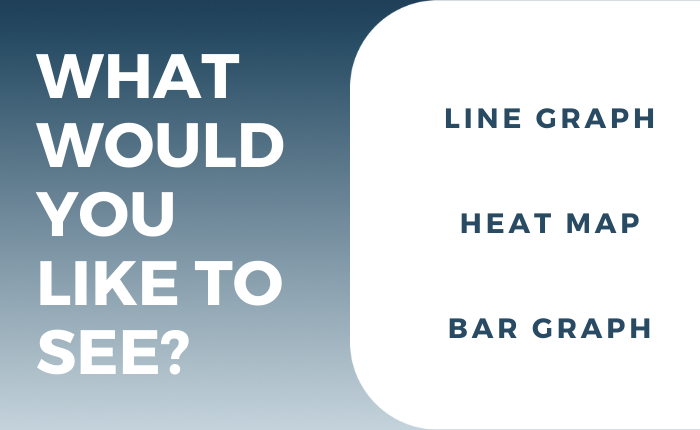 WHAT
WOULD
YOU
LIKE TO
SEE?
LINE GRAPH
HEAT MAP
BAR GRAPH